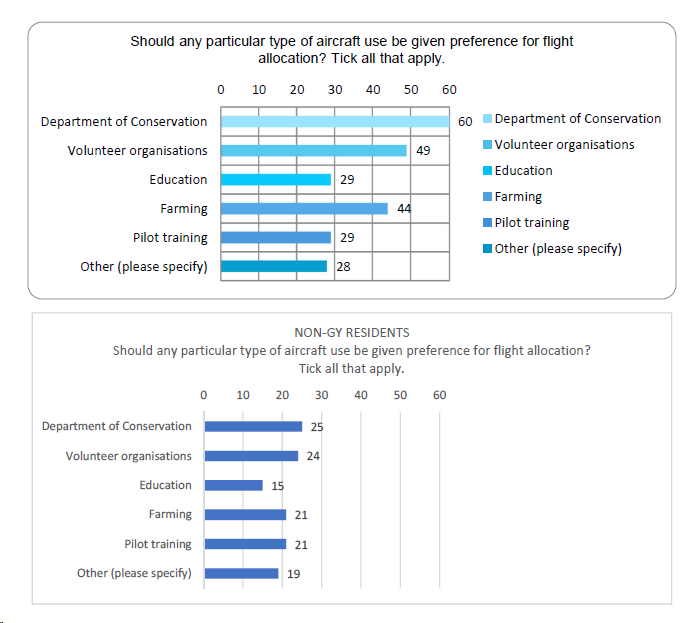 Should any particular type of aircraft use be given preference for flight
allocation? Tick all that apply.
0 10 20 30 40 50 60
Department of Conservation 60
Volunteer organisations 49
Education 29
Farming 44
Pilot training 29
Other (please specify) 28
Department of Conservation
Volunteer organisations
Education
Farming
Pilot training
Other (please specify)
NON-GY RESIDENTS
Should any particular type of aircraft use be given preference for flight allocation?
Tick all that apply.
0 10 20 30 40 50 60
Department of Conservation 25
Volunteer organisations 24
Education 15
Farming 21
Pilot training 21
Other (please specify) 19